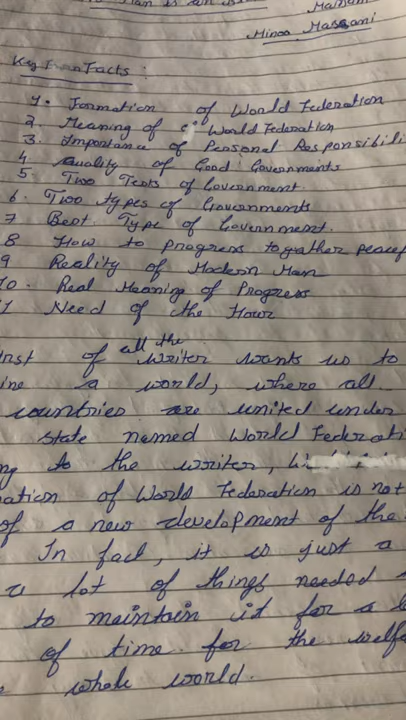 Minoo Massani
Key Facts :
1. Formation of World Federation
2. Meaning of World Federation
3. Importance of Personal Responsibili
4 Quality of Good Governments
5 Two Tests of Government
6. Two types of Governments
7 Best Type of Government.
8 How to progress togather peacef
9 Reality of Modern Man
10. Real Meaning of Progress
11 Need of the Hour
of all the writer wants us to
a world, where all
countries are united under
state named World Federati
to the writer,
of World Federation is not
of a new development of the
In fact, it is just a
a lot of things needed
to maintain it for a
of time for the welfa
whole world.